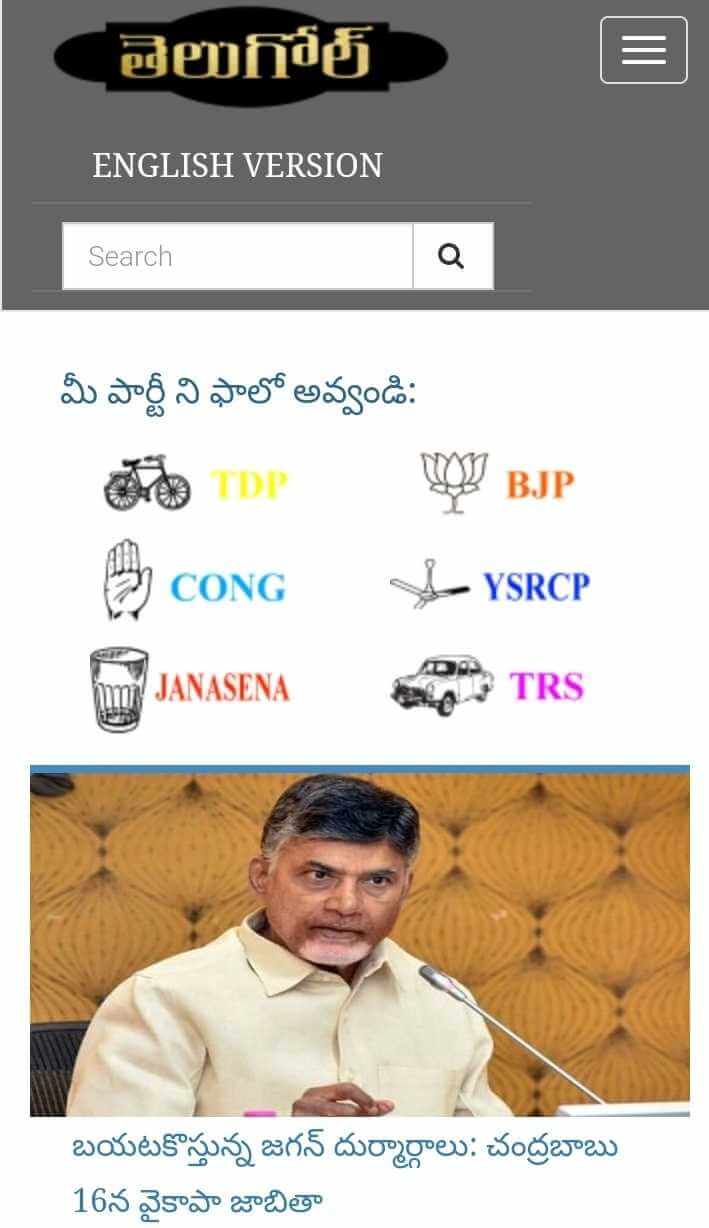 తెలుగోల్
ENGLISH VERSION
Search
మీ పార్టీ ని ఫాలో అవ్వండి:
TDP
BJP
CONG
YSRCP
JANASENA
TRS
బయటకొస్తున్న జగన్ దుర్మార్గాలు: చంద్రబాబు
16న వైకాపా జాబితా